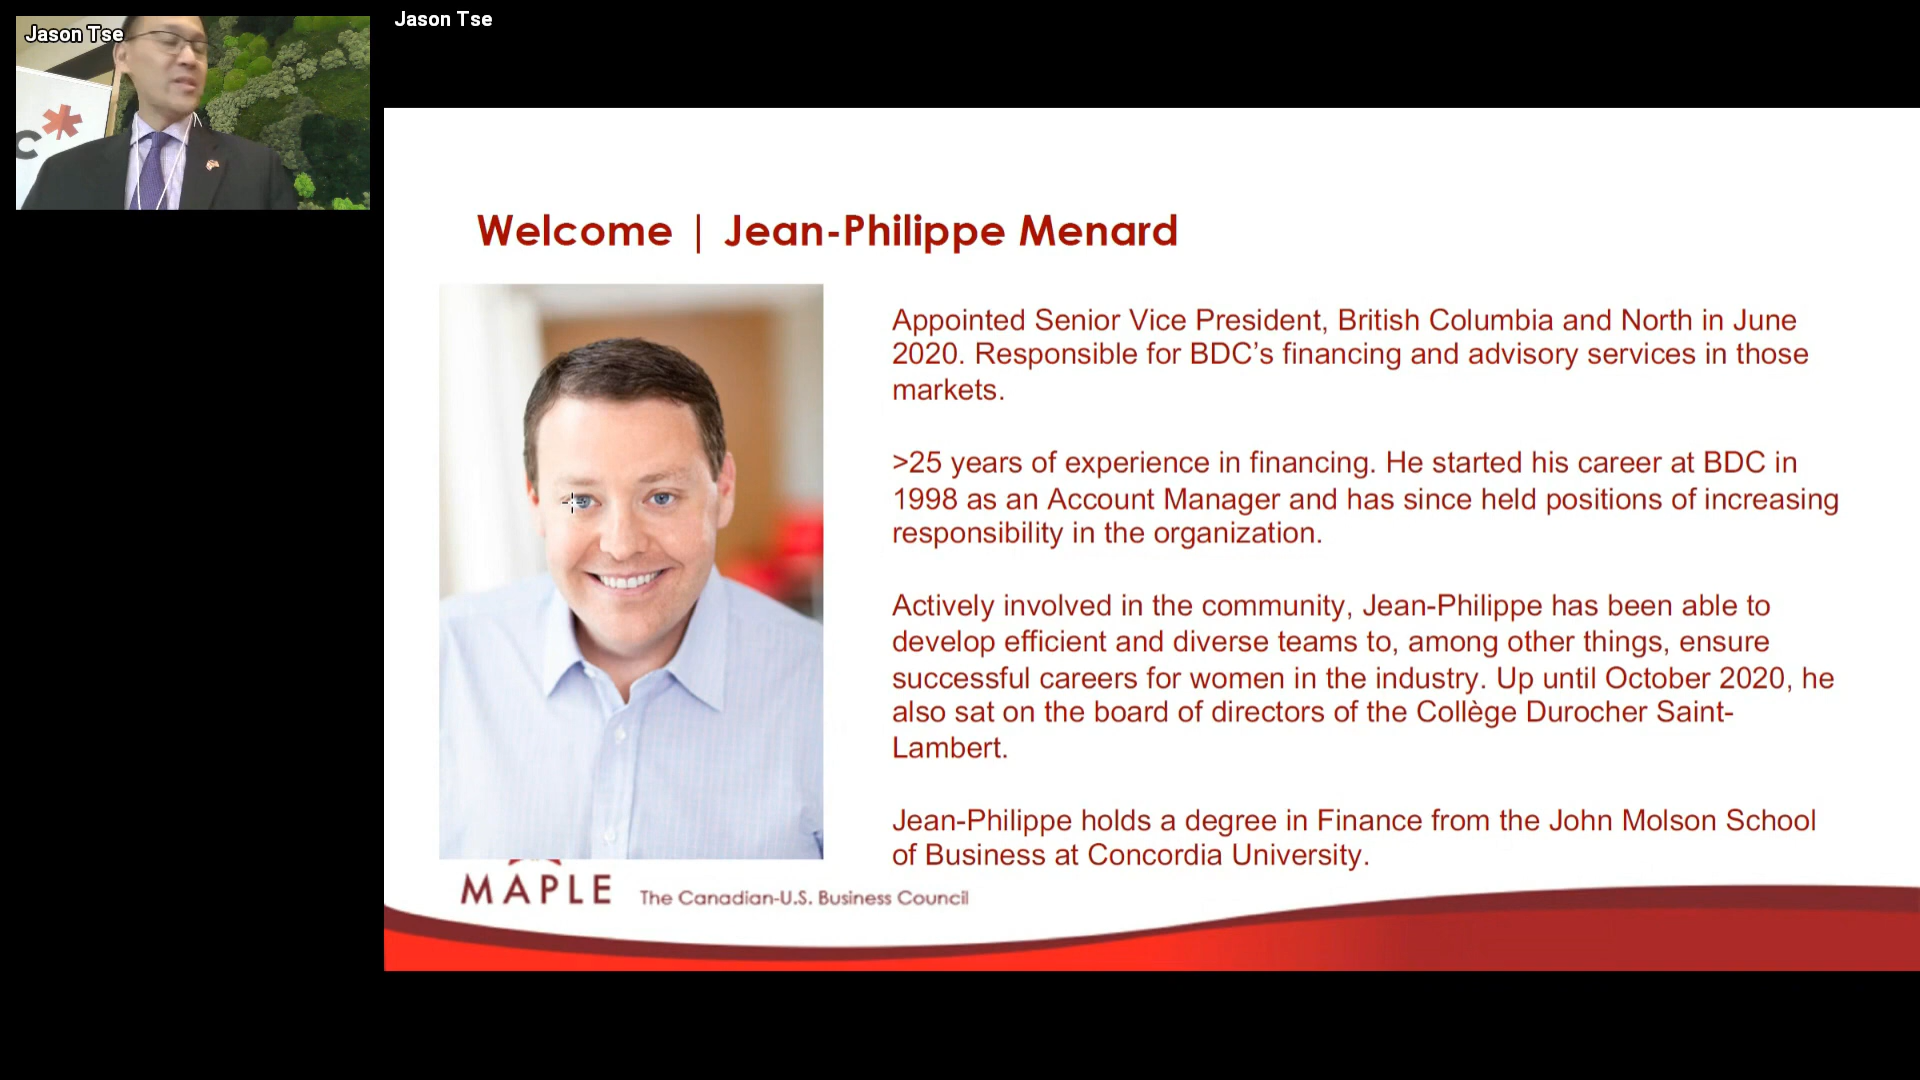 Jason Tse
Jason Tse
c*
Welcome | Jean-Philippe Menard
Appointed Senior Vice President, British Columbia and North in June
2020. Responsible for BDC’s financing and advisory services in those
markets.
>25 years of experience in financing. He started his career at BDC in
1998 as an Account Manager and has since held positions of increasing
responsibility in the organization.
Actively involved in the community, Jean-Philippe has been able to
develop efficient and diverse teams to, among other things, ensure
successful careers for women in the industry. Up until October 2020, he
also sat on the board of directors of the Collège Durocher Saint-
Lambert.
Jean-Philippe holds a degree in Finance from the John Molson School
of Business at Concordia University.
MAPLE The Canadian-U.S. Business Council